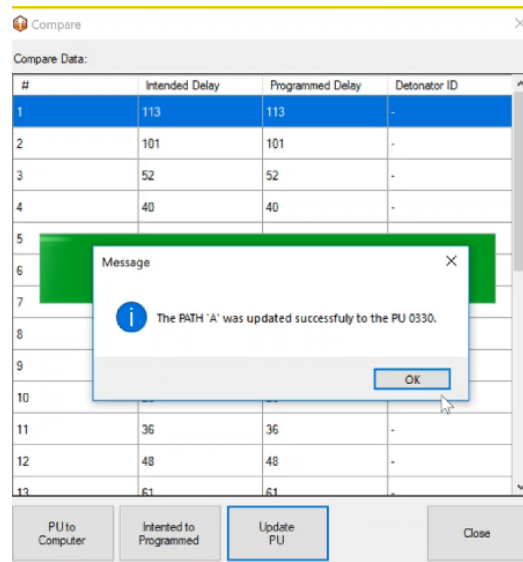 Compare
Compare Data:
# Intended Delay Programmed Delay Detonator ID
1 113 113 -
2 101 101 -
3 52 52 -
4 40 40 -
5
6
7
8
9
10
11 36 36 -
12 48 48 -
13 61 61 -
Message
The PATH 'A' was updated successfuly to the PU 0330.
OK
PU to
Computer
Intented to
Programmed
Update
PU
Close